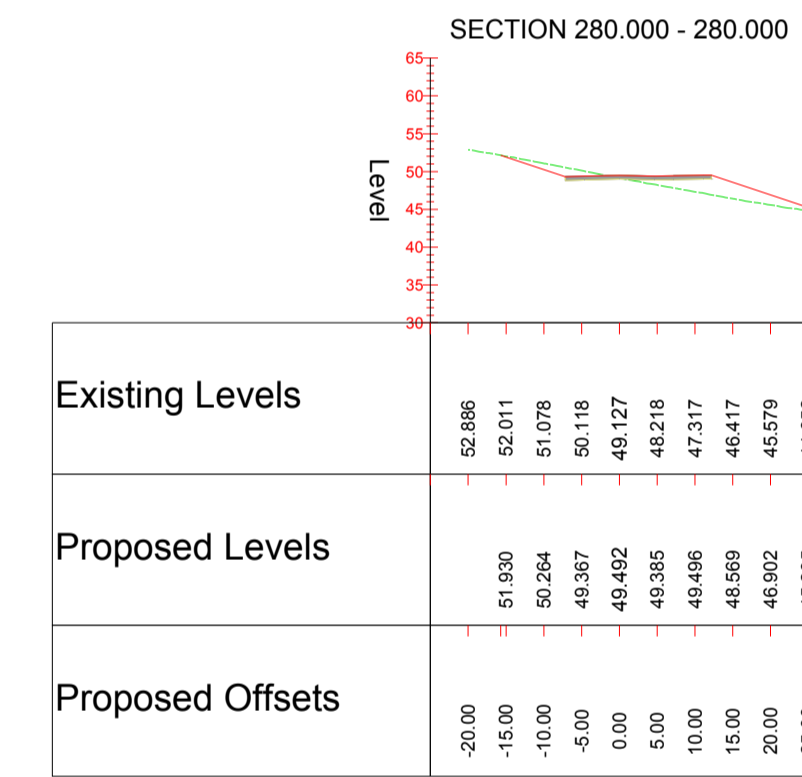 SECTION 280.000 - 280.000
65
60
55
50
45
40
35
30
Level
Existing Levels
52.886 52.011 51.078 50.118 49.127 48.218 47.317 46.417 45.579
Proposed Levels
51.930 50.264 49.367 49.492 49.385 49.496 48.569 46.902
Proposed Offsets
-20.00 -15.00 -10.00 -5.00 0.00 5.00 10.00 15.00 20.00